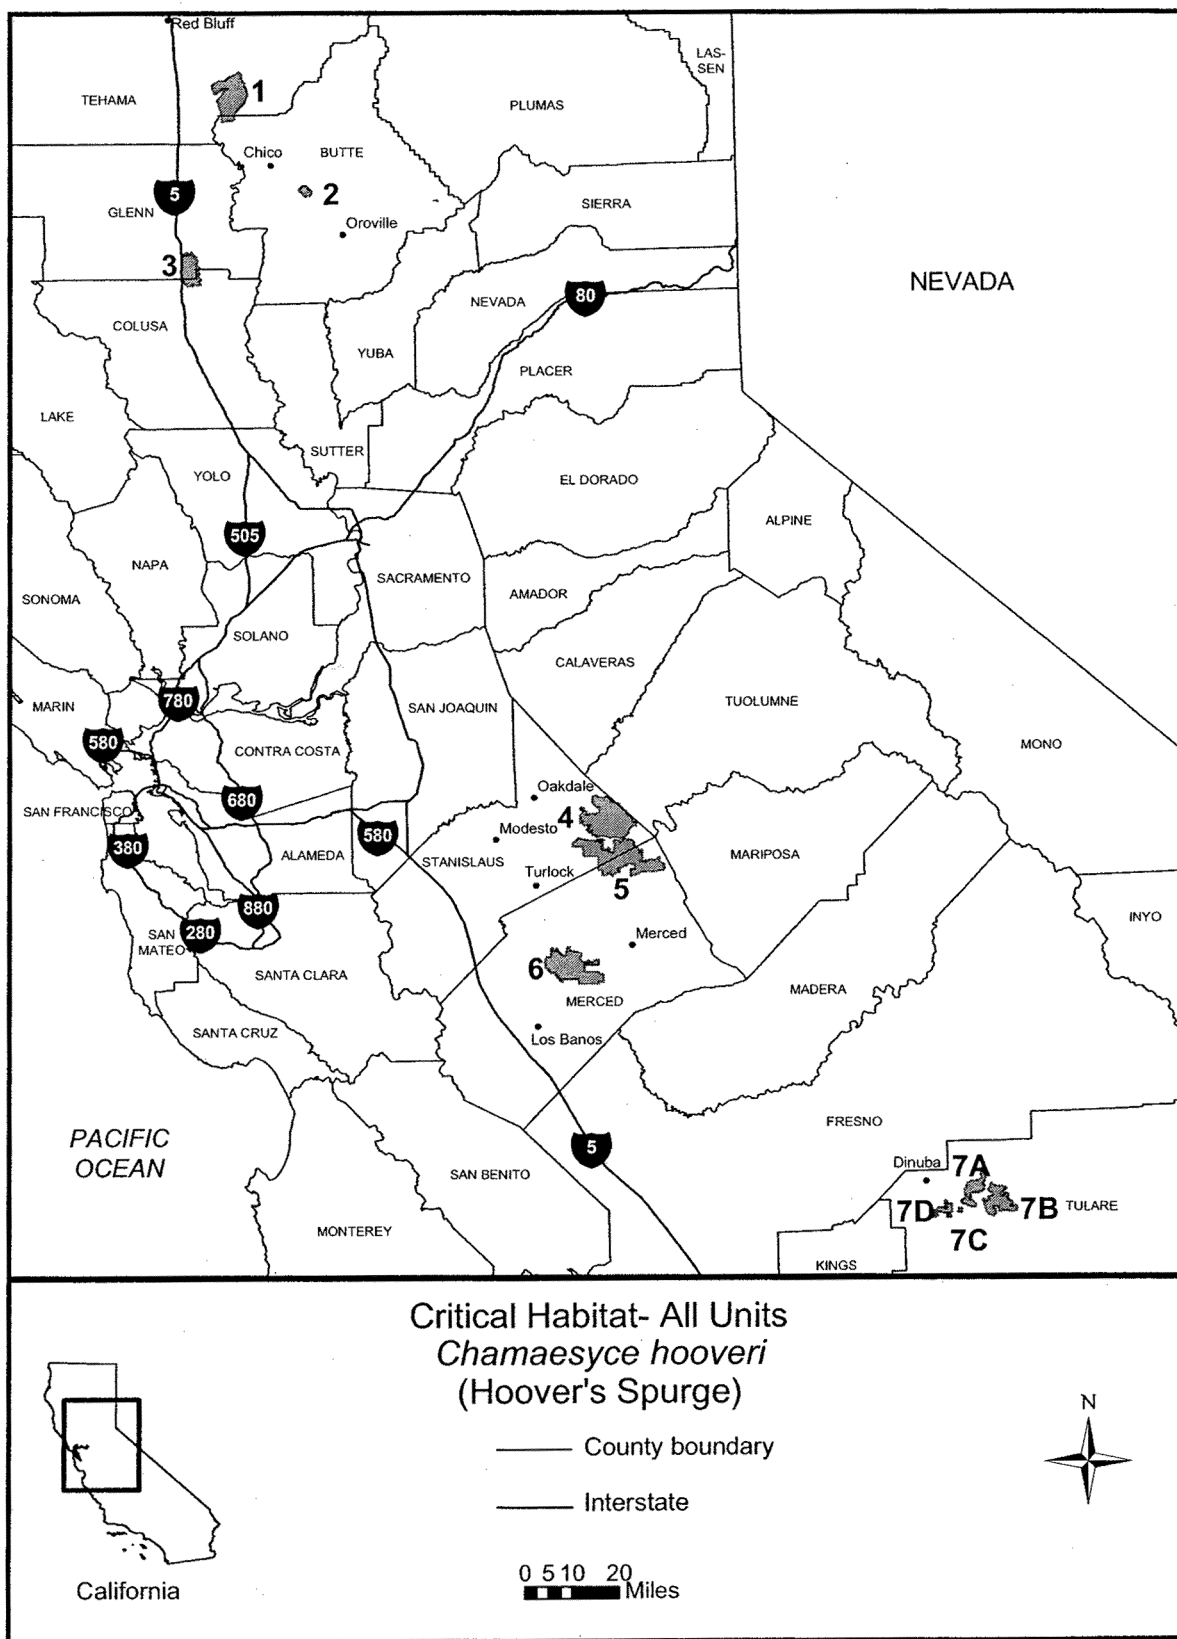 Red Bluff
LAS-
SEN
TEHAMA
1
PLUMAS
Chico
BUTTE
5
2
GLENN
SIERRA
Oroville
3
NEVADA
80
NEVADA
COLUSA
YUBA
PLACER
LAKE
SUTTER
YOLO
EL DORADO
ALPINE
505
NAPA
SACRAMENTO
AMADOR
SONOMA
SOLANO
CALAVERAS
780
MARIN
SAN JOAQUIN
TUOLUMNE
580
CONTRA COSTA
MONO
Oakdale
680
SAN FRANCISCO
4
Modesto
580
380
ALAMEDA
STANISLAUS
MARIPOSA
Turlock
5
880
INYO
280
SAN
MATEO
Merced
6
SANTA CLARA
MADERA
MERCED
SANTA CRUZ
Los Banos
FRESNO
PACIFIC
OCEAN
5
Dinuba
7A
SAN BENITO
7D
7B
TULARE
MONTEREY
7C
KINGS
Critical Habitat- All Units
Chamaesyce hooveri
(Hoover's Spurge)
N
County boundary
Interstate
0 5 10 20
Miles
California